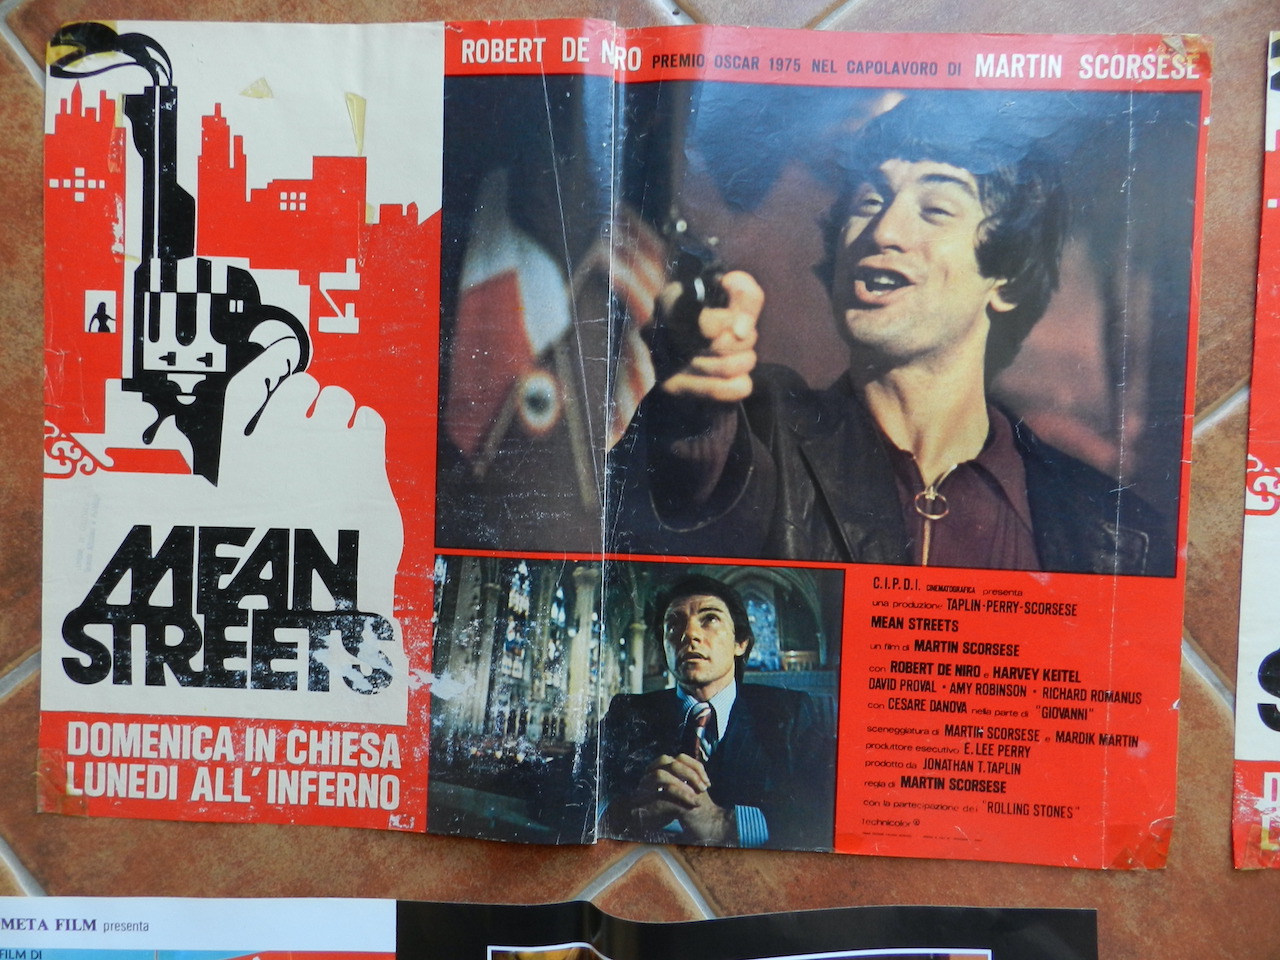 ROBERT DE NIRO PREMIO OSCAR 1975 NEL CAPOLAVORO DI MARTIN SCORSESE
MEAN
STREETS
DOMENICA IN CHIESA
LUNEDI ALL'INFERNO
C.I.P.D.I. CINEMATOGRAFICA presenta
una produzione TAPLIN-PERRY-SCORSESE
MEAN STREETS
un film di MARTIN SCORSESE
con ROBERT DE NIRO e HARVEY KEITEL
DAVID PROVAL • AMY ROBINSON • RICHARD ROMANUS
con CESARE DANOVA nella parte di "GIOVANNI"
sceneggiatura di MARTIN SCORSESE e MARDIK MARTIN
produttore esecutivo E. LEE PERRY
prodotto da JONATHAN T. TAPLIN
regia di MARTIN SCORSESE
con la partecipazione dei "ROLLING STONES"
technicolor ®
META FILM presenta
FILM DI